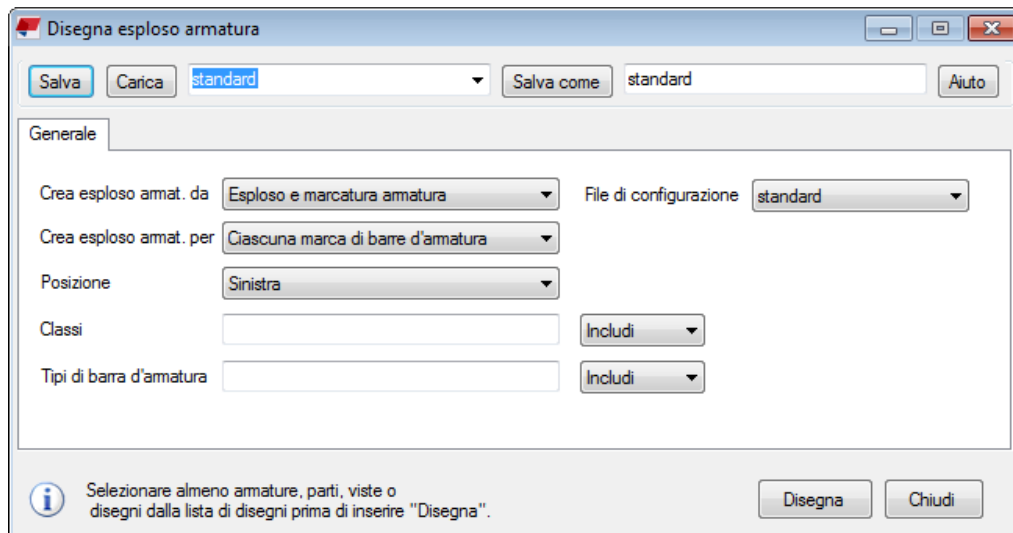 Disegna esploso armatura
Salva Carica standard Salva come standard Aiuto
Generale
Crea esploso armat. da Esploso e marcatura armatura File di configurazione standard
Crea esploso armat. per Ciascuna marca di barre d'armatura
Posizione Sinistra
Classi Includi
Tipi di barra d'armatura Includi
Selezionare almeno armature, parti, viste o
disegni dalla lista di disegni prima di inserire "Disegna".
Disegna Chiudi